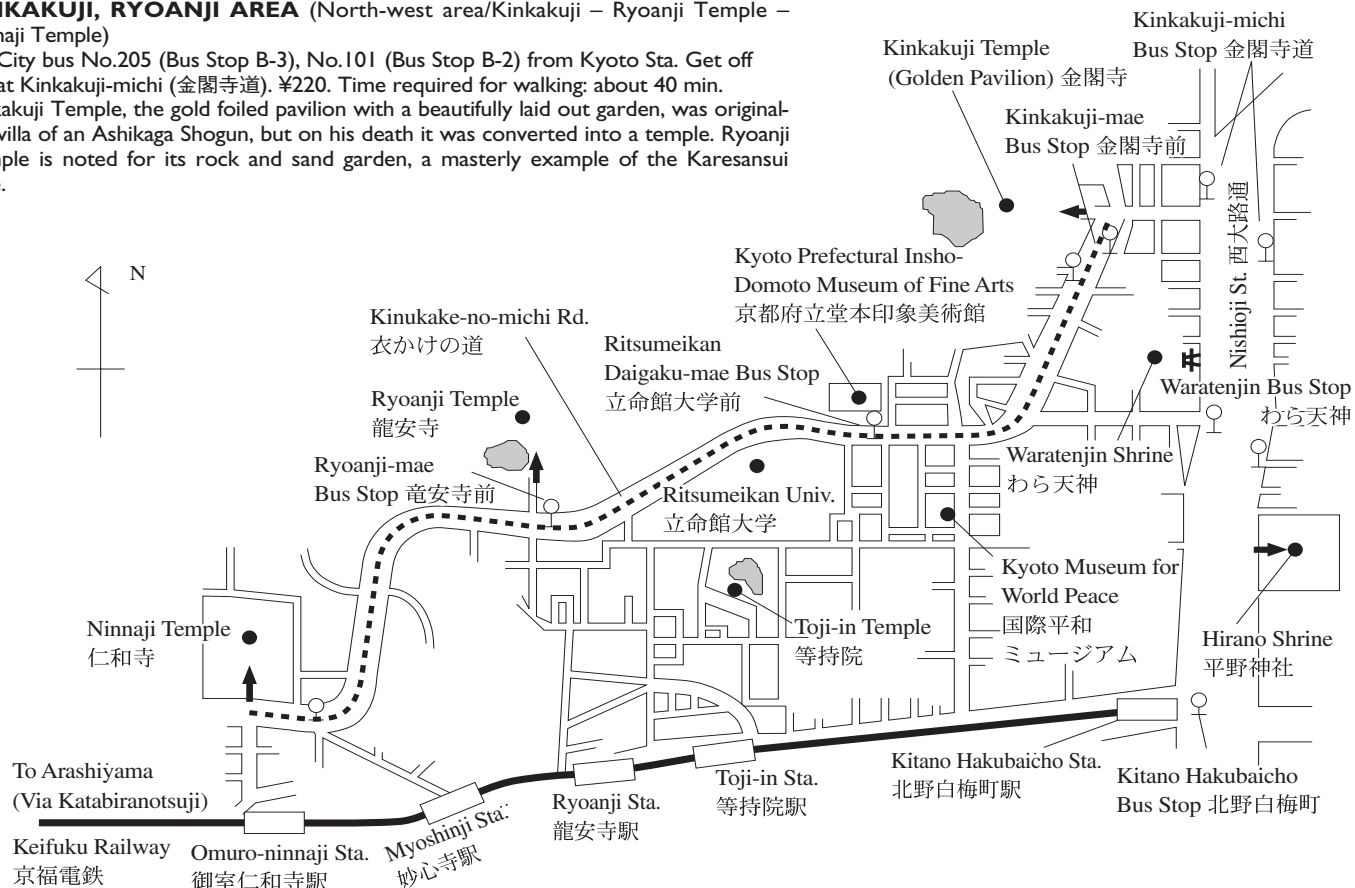 NKAKUJI, RYOANJI AREA (North-west area/Kinkakuji – Ryoanji Temple –
naji Temple)
City bus No.205 (Bus Stop B-3), No.101 (Bus Stop B-2) from Kyoto Sta. Get off
at Kinkakuji-michi (金閣寺道). ¥220. Time required for walking: about 40 min.
kakuji Temple, the gold foiled pavilion with a beautifully laid out garden, was original-
villa of an Ashikaga Shogun, but on his death it was converted into a temple. Ryoanji
mple is noted for its rock and sand garden, a masterly example of the Karesansui
e.
Kinkakuji-michi
Bus Stop 金閣寺道
Kinkakuji Temple
(Golden Pavilion) 金閣寺
Kinkakuji-mae
Bus Stop 金閣寺前
Nishioji St. 西大路通
N
Kyoto Prefectural Insho-
Domoto Museum of Fine Arts
京都府立堂本印象美術館
Kinukake-no-michi Rd.
衣かけの道
Ritsumeikan
Daigaku-mae Bus Stop
立命館大学前
Waratenjin Bus Stop
わら天神
Ryoanji Temple
龍安寺
Ryoanji-mae
Bus Stop 竜安寺前
Waratenjin Shrine
わら天神
Ritsumeikan Univ.
立命館大学
Kyoto Museum for
World Peace
国際平和
ミュージアム
Ninnaji Temple
仁和寺
Toji-in Temple
等持院
Hirano Shrine
平野神社
To Arashiyama
(Via Katabiranotsuji)
Keifuku Railway
京福電鉄
Omuro-ninnaji Sta.
御室仁和寺駅
Myoshinji Sta.
妙心寺駅
Ryoanji Sta.
龍安寺駅
Toji-in Sta.
等持院駅
Kitano Hakubaicho Sta.
北野白梅町駅
Kitano Hakubaicho
Bus Stop 北野白梅町